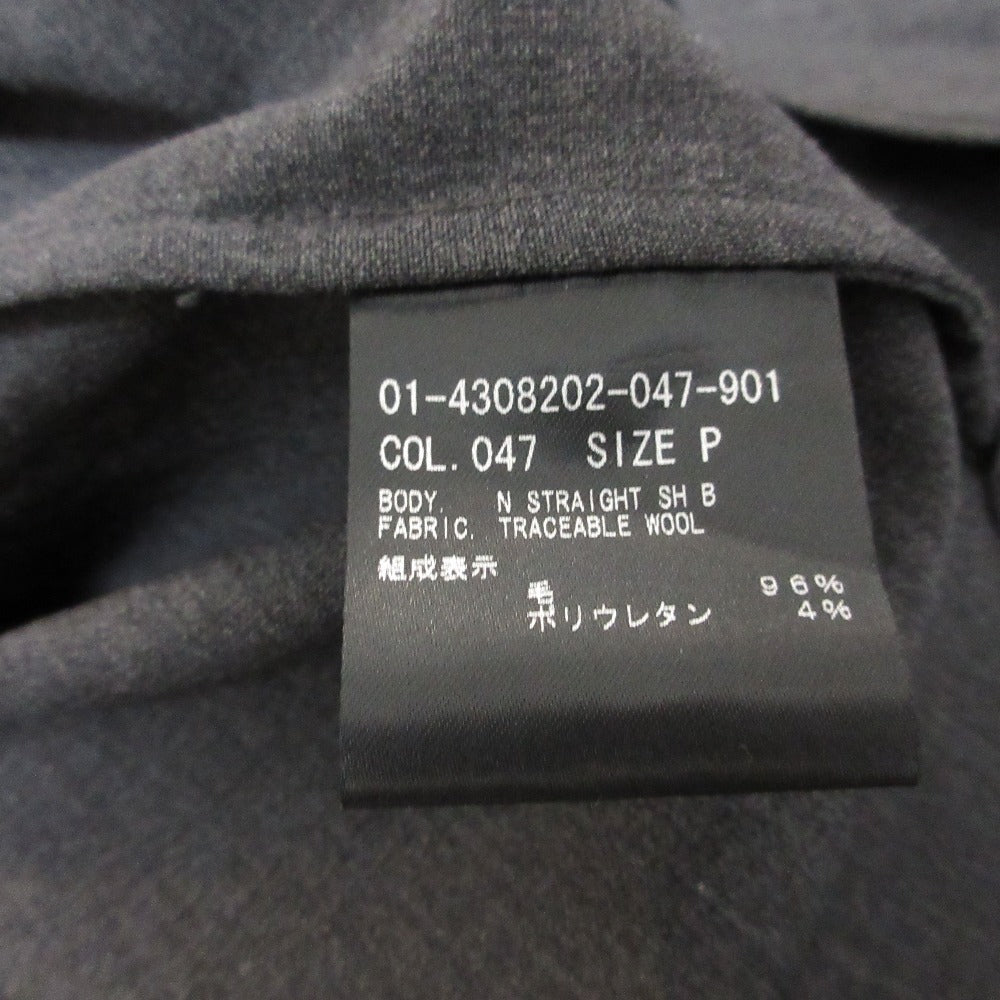 01-4308202-047-901
COL. 047 SIZE P
BODY. N STRAIGHT SH B
FABRIC. TRACEABLE WOOL
組成表示
毛 96%
ポリウレタン 4%